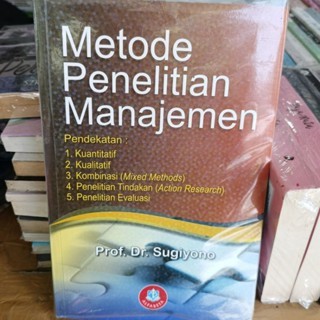 Metode
Penelitian
Manajemen
Pendekatan :
1. Kuantitatif
2. Kualitatif
3. Kombinasi (Mixed Methods)
4. Penelitian Tindakan (Action Research)
5. Penelitian Evaluasi
Prof. Dr. Sugiyono